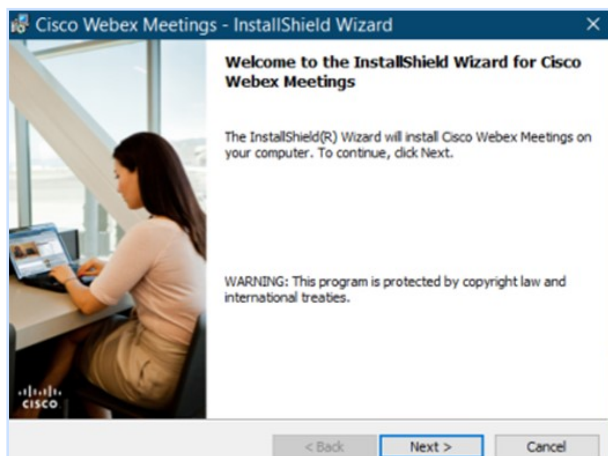 Cisco Webex Meetings - InstallShield Wizard
Welcome to the InstallShield Wizard for Cisco
Webex Meetings
The InstallShield(R) Wizard will install Cisco Webex Meetings on
your computer. To continue, click Next.
WARNING: This program is protected by copyright law and
international treaties.
CISCO
< Back
Next >
Cancel